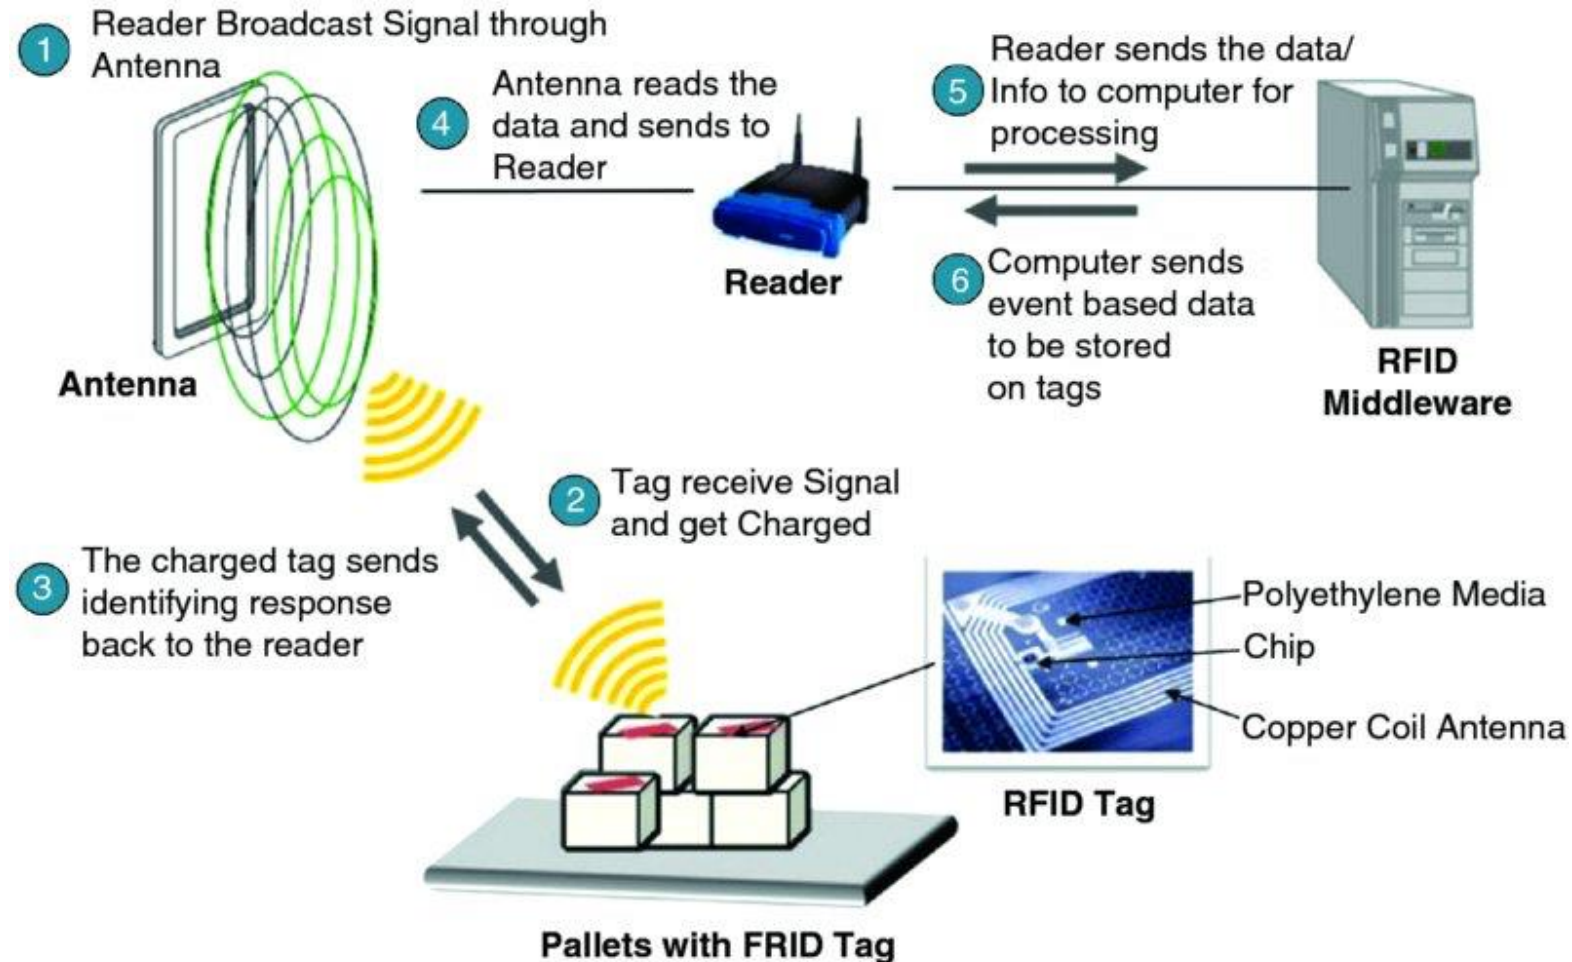 1
Reader Broadcast Signal through
Antenna
4
Antenna reads the
data and sends to
Reader
5
Reader sends the data/
Info to computer for
processing
Reader
6
Computer sends
event based data
to be stored
on tags
RFID
Middleware
Antenna
2
Tag receive Signal
and get Charged
3
The charged tag sends
identifying response
back to the reader
Polyethylene Media
Chip
Copper Coil Antenna
RFID Tag
Pallets with FRID Tag